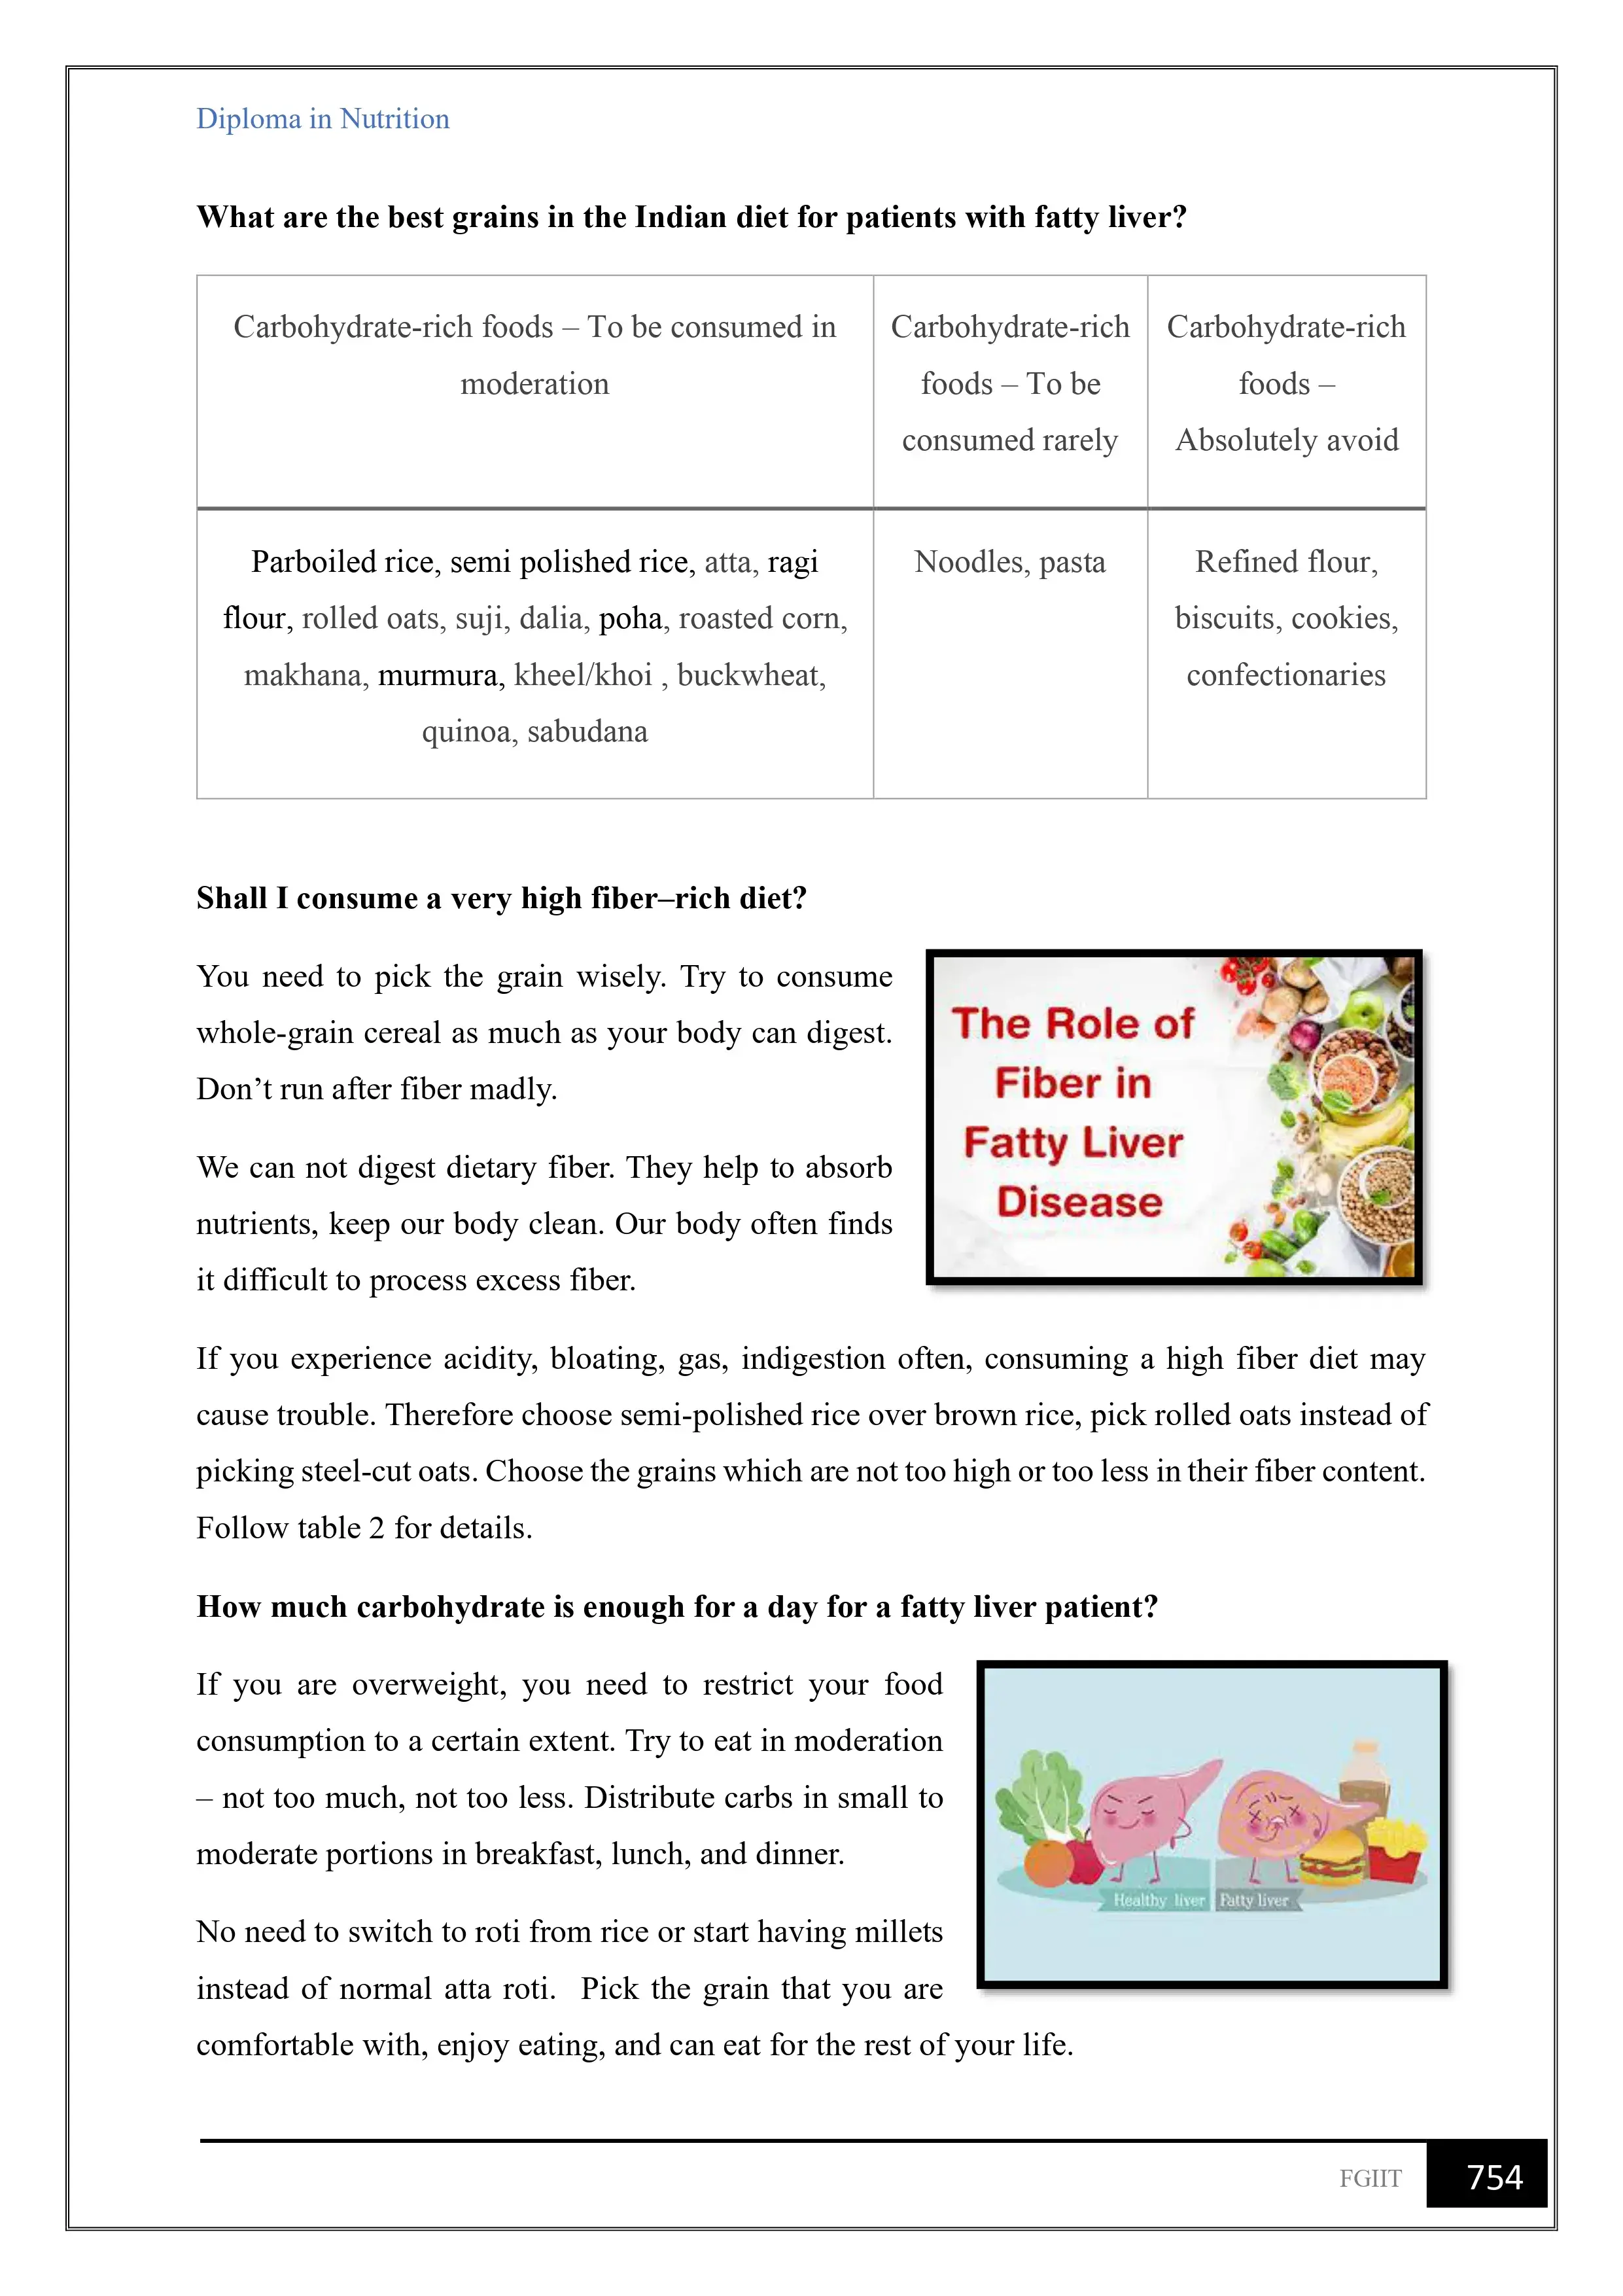 Diploma in Nutrition
What are the best grains in the Indian diet for patients with fatty liver?
Carbohydrate-rich foods – To be consumed in
moderation
Carbohydrate-rich
foods – To be
consumed rarely
Carbohydrate-rich
foods –
Absolutely avoid
Parboiled rice, semi polished rice, atta, ragi
flour, rolled oats, suji, dalia, poha, roasted corn,
makhana, murmura, kheel/khoi , buckwheat,
quinoa, sabudana
Noodles, pasta
Refined flour,
biscuits, cookies,
confectionaries
Shall I consume a very high fiber–rich diet?
You need to pick the grain wisely. Try to consume
whole-grain cereal as much as your body can digest.
Don’t run after fiber madly.
We can not digest dietary fiber. They help to absorb
nutrients, keep our body clean. Our body often finds
it difficult to process excess fiber.
The Role of
Fiber in
Fatty Liver
Disease
If you experience acidity, bloating, gas, indigestion often, consuming a high fiber diet may
cause trouble. Therefore choose semi-polished rice over brown rice, pick rolled oats instead of
picking steel-cut oats. Choose the grains which are not too high or too less in their fiber content.
Follow table 2 for details.
How much carbohydrate is enough for a day for a fatty liver patient?
If you are overweight, you need to restrict your food
consumption to a certain extent. Try to eat in moderation
– not too much, not too less. Distribute carbs in small to
moderate portions in breakfast, lunch, and dinner.
Healthy liver
Fatty liver
No need to switch to roti from rice or start having millets
instead of normal atta roti.  Pick the grain that you are
comfortable with, enjoy eating, and can eat for the rest of your life.
FGIIT
754